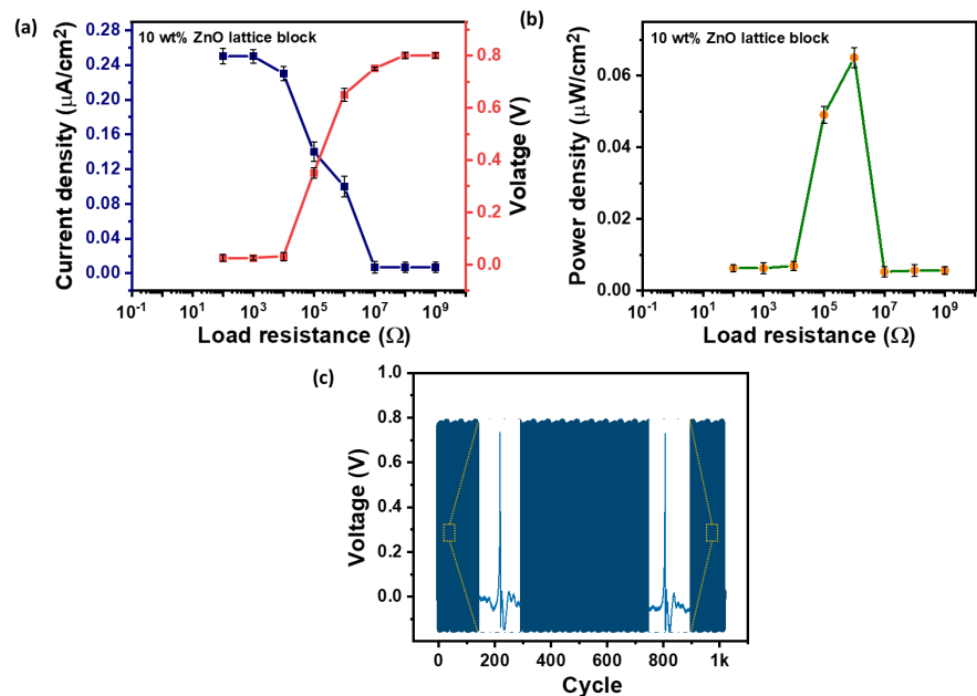 (a)
10 wt% ZnO lattice block
Current density (μA/cm²)
0.28
0.24
0.20
0.16
0.12
0.08
0.04
0.00
Volatge (V)
0.8
0.6
0.4
0.2
0.0
10⁻¹ 10¹ 10³ 10⁵ 10⁷ 10⁹
Load resistance (Ω)
(b)
10 wt% ZnO lattice block
Power density (μW/cm²)
0.06
0.04
0.02
0.00
10⁻¹ 10¹ 10³ 10⁵ 10⁷ 10⁹
Load resistance (Ω)
(c)
Voltage (V)
1.0
0.8
0.6
0.4
0.2
0.0
0 200 400 600 800 1k
Cycle